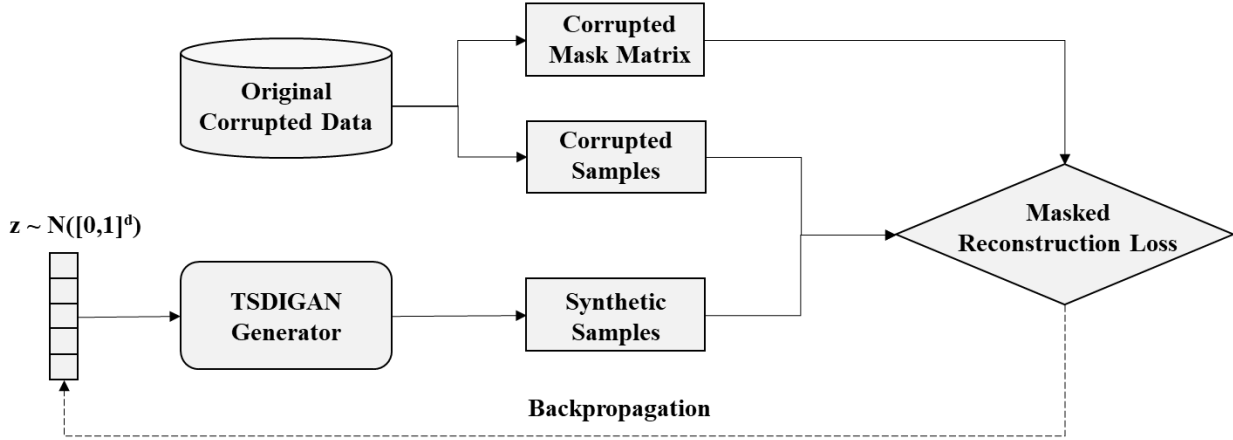 Corrupted
Mask Matrix
Original
Corrupted Data
Corrupted
Samples
z ~ N([0,1]ᵈ)
Masked
Reconstruction Loss
TSDIGAN
Generator
Synthetic
Samples
Backpropagation